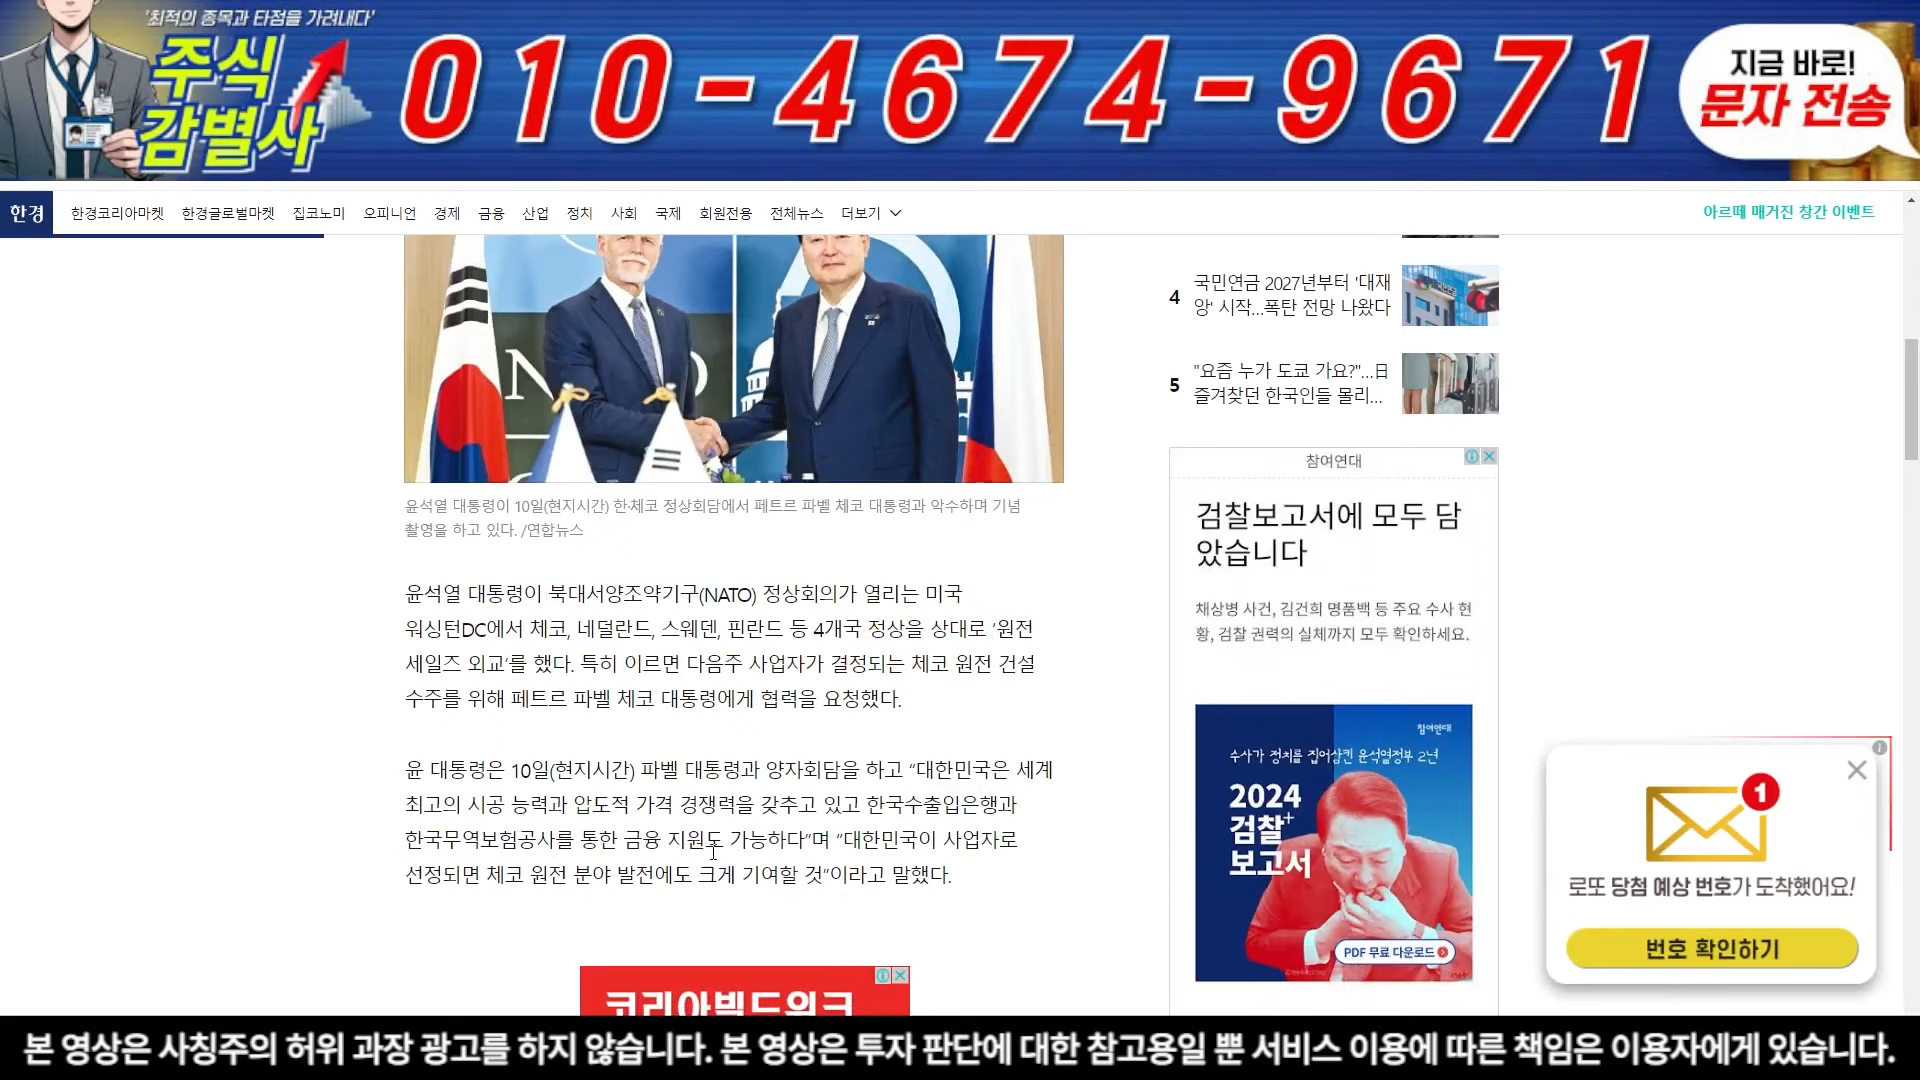 '최적의 종목과 타점을 가려내다'
주식
감별사
010-4674-9671
지금 바로!
문자 전송
한경
한경코리아마켓 한경글로벌마켓 집코노미 오피니언 경제 금융 산업 정치 사회 국제 회원전용 전체뉴스 더보기
아르떼 매거진 창간 이벤트
윤석열 대통령이 10일(현지시간) 한·체코 정상회담에서 페트르 파벨 체코 대통령과 악수하며 기념
촬영을 하고 있다. /연합뉴스
윤석열 대통령이 북대서양조약기구(NATO) 정상회의가 열리는 미국
워싱턴DC에서 체코, 네덜란드, 스웨덴, 핀란드 등 4개국 정상을 상대로 ‘원전
세일즈 외교’를 했다. 특히 이르면 다음주 사업자가 결정되는 체코 원전 건설
수주를 위해 페트르 파벨 체코 대통령에게 협력을 요청했다.
윤 대통령은 10일(현지시간) 파벨 대통령과 양자회담을 하고 “대한민국은 세계
최고의 시공 능력과 압도적 가격 경쟁력을 갖추고 있고 한국수출입은행과
한국무역보험공사를 통한 금융 지원도 가능하다”며 “대한민국이 사업자로
선정되면 체코 원전 분야 발전에도 크게 기여할 것”이라고 말했다.
코리아빌드위크
4
국민연금 2027년부터 '대재
앙' 시작...폭탄 전망 나왔다
5
"요즘 누가 도쿄 가요?"...日
즐겨찾던 한국인들 몰리...
참여연대
검찰보고서에 모두 담
았습니다
채상병 사건, 김건희 명품백 등 주요 수사 현
황, 검찰 권력의 실체까지 모두 확인하세요.
참여연대
수사가 정치를 집어삼킨 윤석열정부 2년
2024
검찰+
보고서
PDF 무료 다운로드
1
로또 당첨 예상 번호가 도착했어요!
번호 확인하기
본 영상은 사칭주의 허위 과장 광고를 하지 않습니다. 본 영상은 투자 판단에 대한 참고용일 뿐 서비스 이용에 따른 책임은 이용자에게 있습니다.